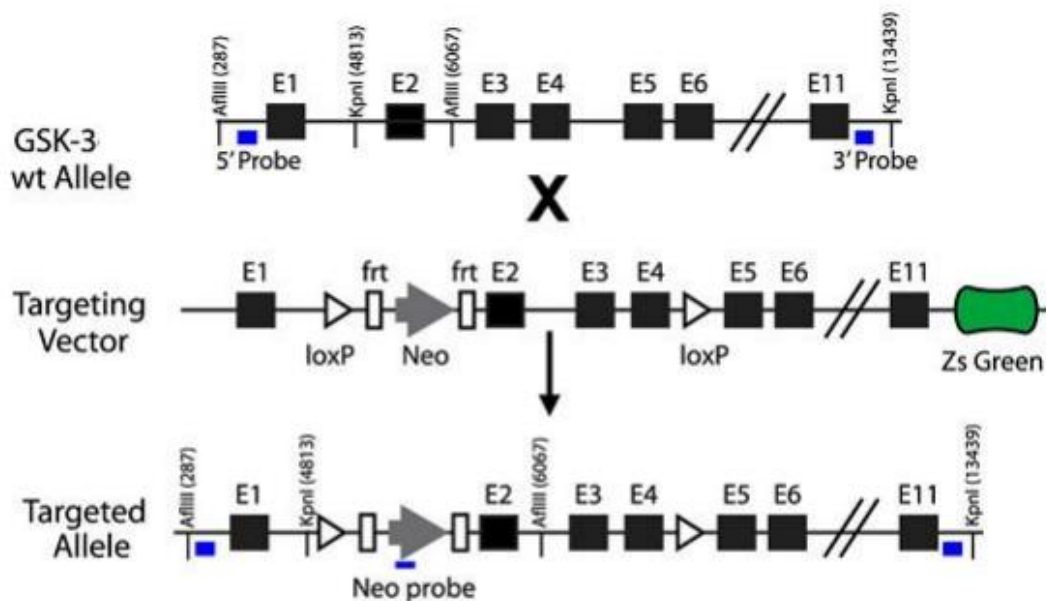 AflIII (287)
E1
KpnI (4813)
E2
AflIII (6067)
E3
E4
E5
E6
E11
KpnI (13439)
GSK-3
wt Allele
5' Probe
3' Probe
X
E1
frt
frt
E2
E3
E4
E5
E6
E11
Targeting
Vector
loxP
Neo
loxP
Zs Green
AflIII (287)
E1
KpnI (4813)
E2
AflIII (6067)
E3
E4
E5
E6
E11
KpnI (13439)
Targeted
Allele
Neo probe